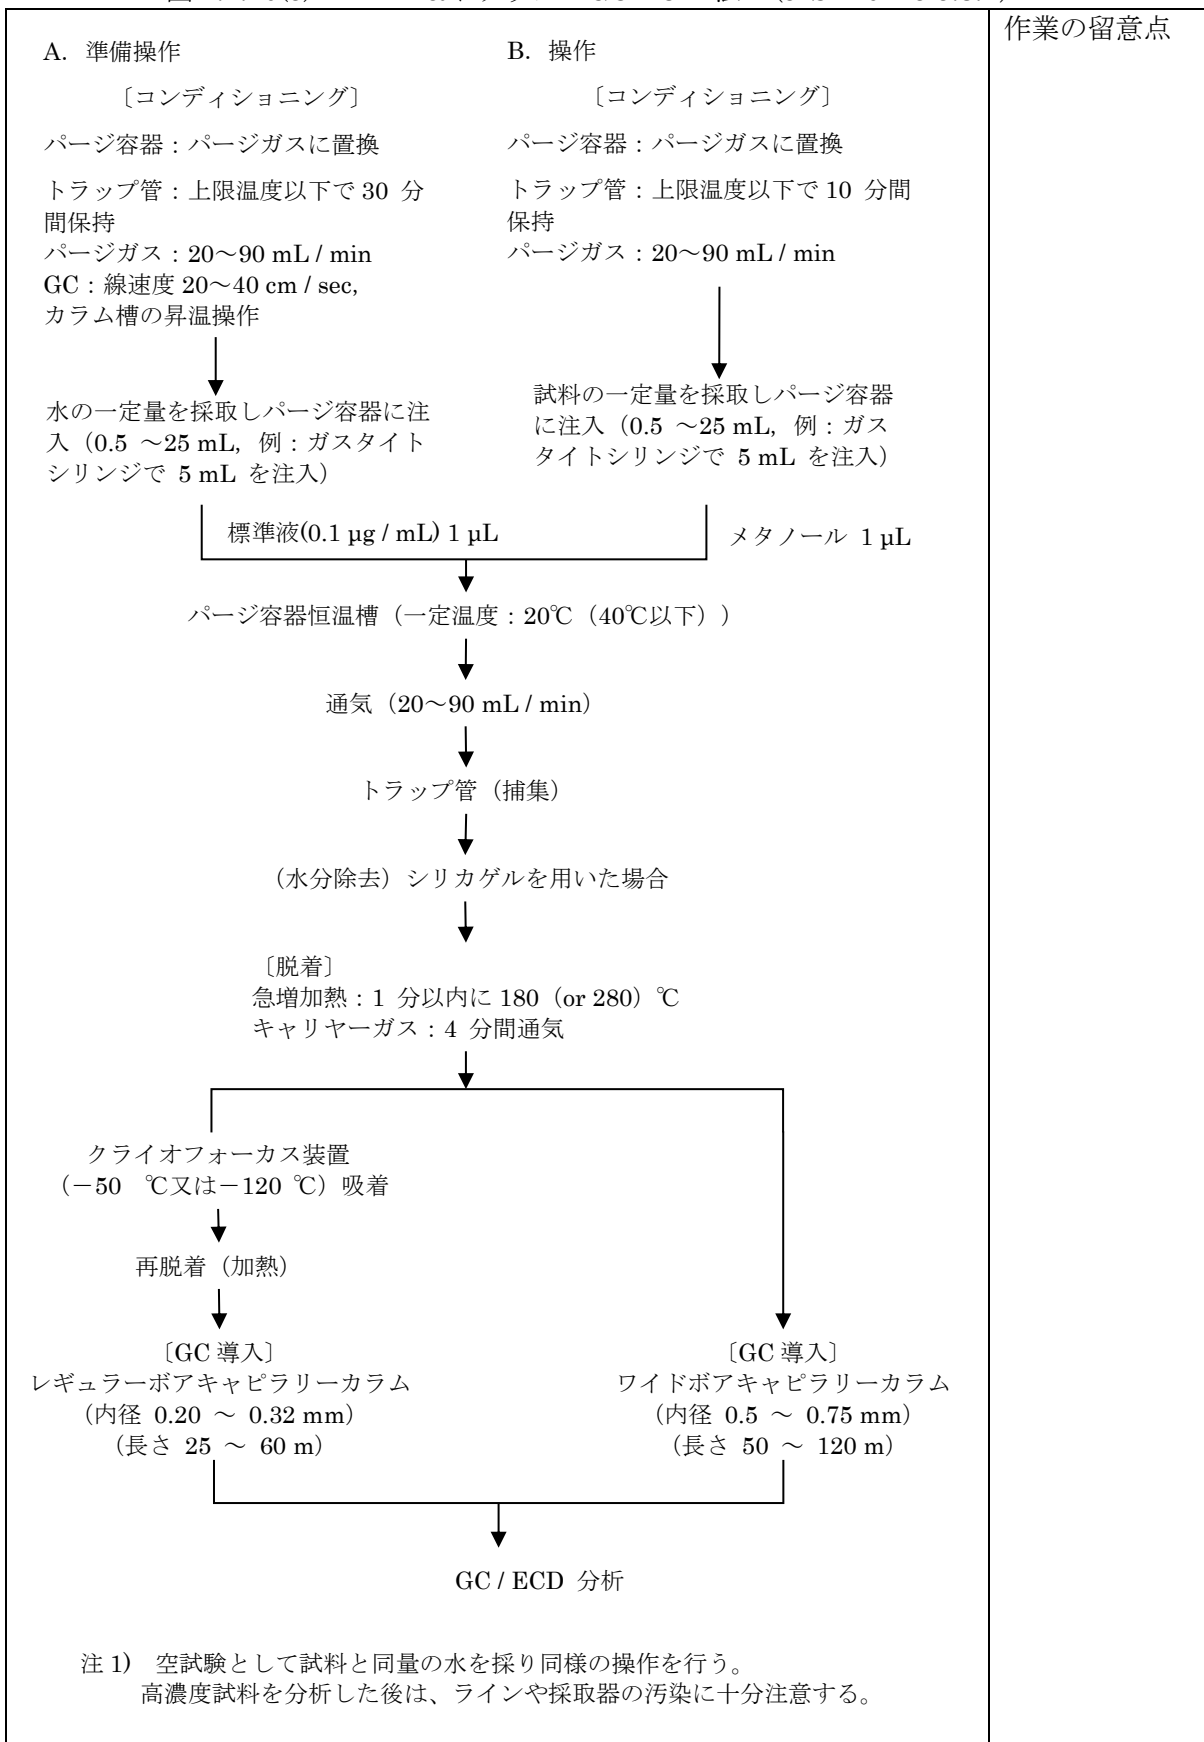 作業の留意点
A. 準備操作
〔コンディショニング〕
パージ容器：パージガスに置換
トラップ管：上限温度以下で 30 分
間保持
パージガス：20～90 mL / min
GC：線速度 20～40 cm / sec,
カラム槽の昇温操作
水の一定量を採取しパージ容器に注
入（0.5 ～25 mL, 例：ガスタイト
シリンジで 5 mL を注入）
B. 操作
〔コンディショニング〕
パージ容器：パージガスに置換
トラップ管：上限温度以下で 10 分間
保持
パージガス：20～90 mL / min
試料の一定量を採取しパージ容器
に注入（0.5 ～25 mL, 例：ガス
タイトシリンジで 5 mL を注入）
標準液(0.1 μg / mL) 1 μL
メタノール 1 μL
パージ容器恒温槽（一定温度：20℃（40℃以下））
通気（20～90 mL / min）
トラップ管（捕集）
（水分除去）シリカゲルを用いた場合
〔脱着〕
急増加熱：1 分以内に 180（or 280）℃
キャリヤーガス：4 分間通気
クライオフォーカス装置
（－50 ℃又は－120 ℃）吸着
再脱着（加熱）
〔GC 導入〕
レギュラーボアキャピラリーカラム
（内径 0.20 ～ 0.32 mm）
（長さ 25 ～ 60 m）
〔GC 導入〕
ワイドボアキャピラリーカラム
（内径 0.5 ～ 0.75 mm）
（長さ 50 ～ 120 m）
GC / ECD 分析
注 1) 空試験として試料と同量の水を採り同様の操作を行う。
高濃度試料を分析した後は、ラインや採取器の汚染に十分注意する。